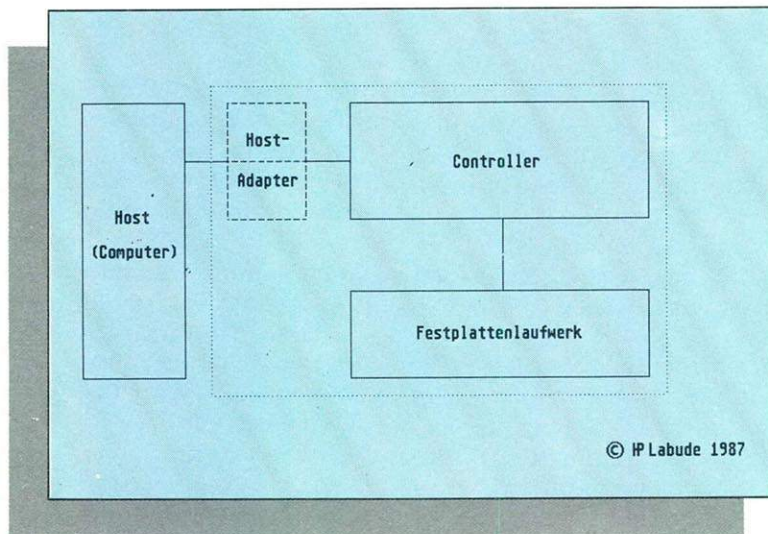 Host-
Adapter
Controller
Host
(Computer)
Festplattenlaufwerk
© HP Labude 1987